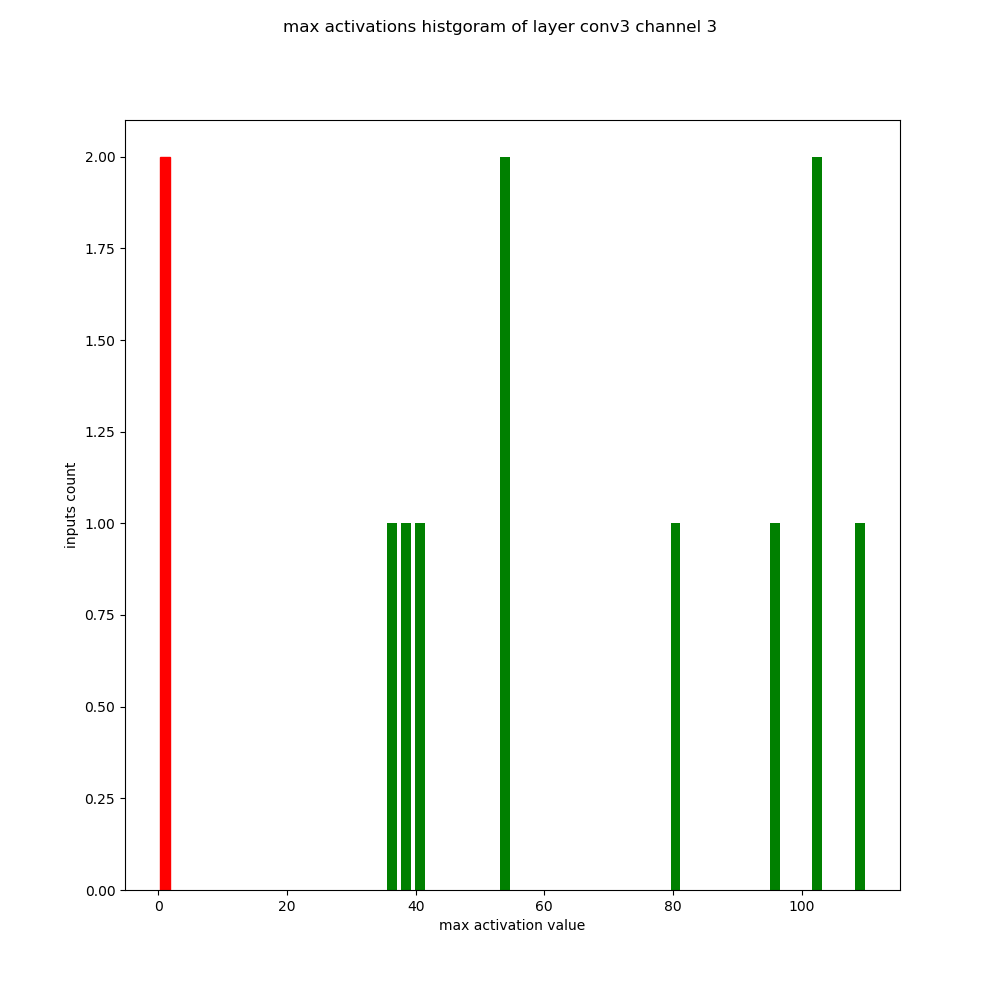 max activations histgoram of layer conv3 channel 3
2.00
1.75
1.50
1.25
1.00
0.75
0.50
0.25
0.00
inputs count
0 20 40 60 80 100
max activation value